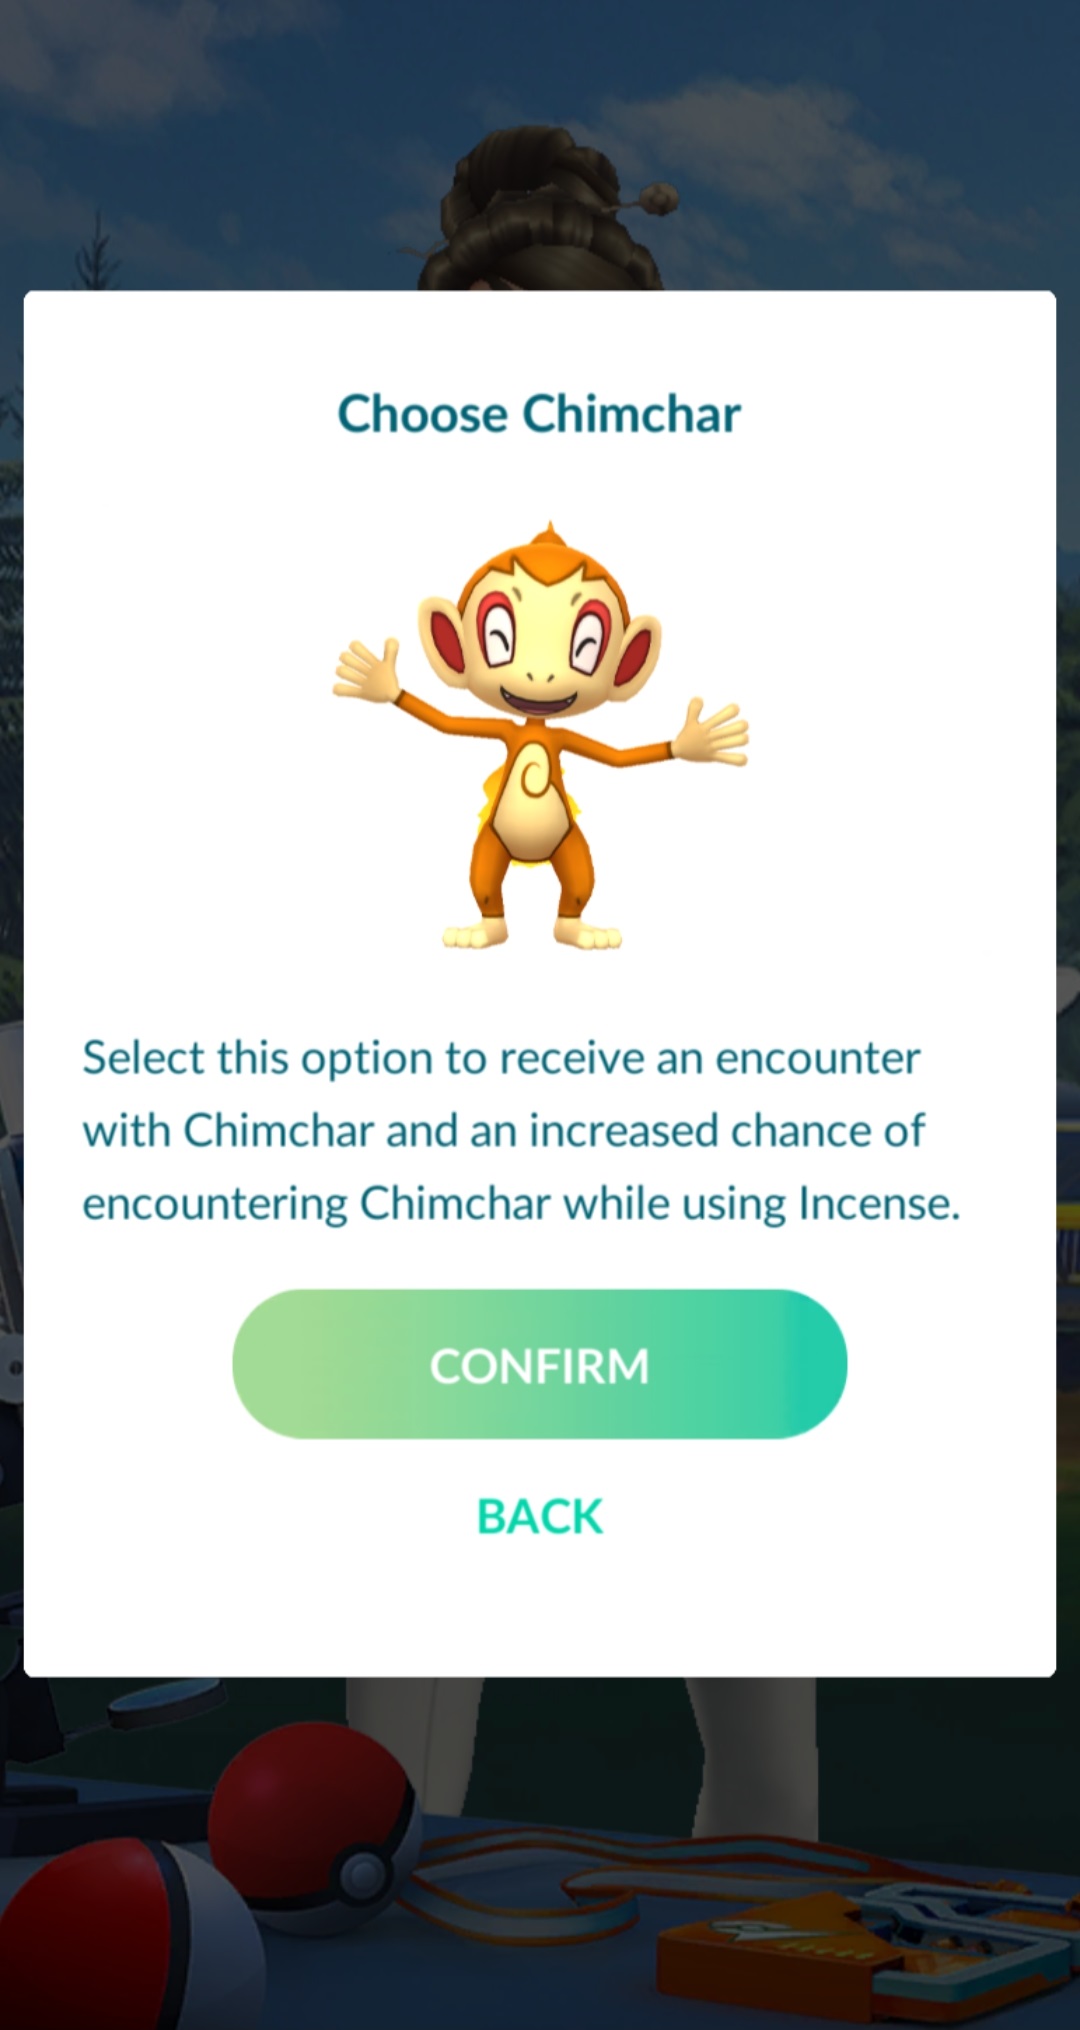 Choose Chimchar
Select this option to receive an encounter
with Chimchar and an increased chance of
encountering Chimchar while using Incense.
CONFIRM
BACK